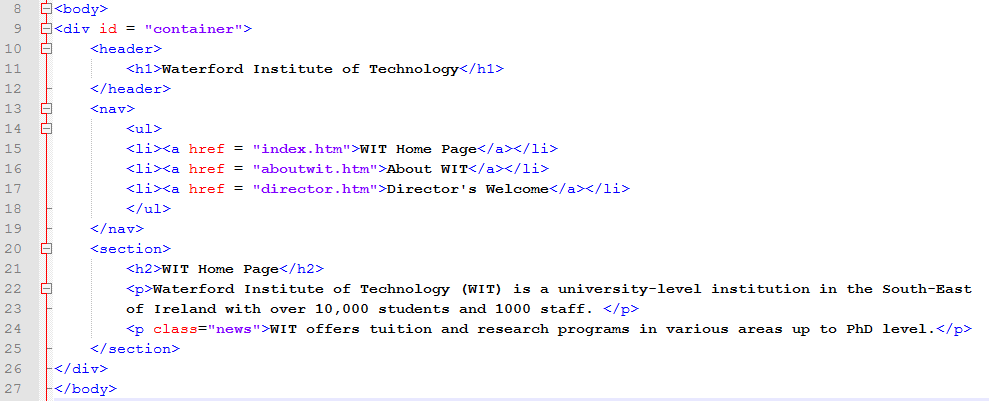 8 <body>
9 <div id = "container">
10 <header>
11 <h1>Waterford Institute of Technology</h1>
12 </header>
13 <nav>
14 <ul>
15 <li><a href = "index.htm">WIT Home Page</a></li>
16 <li><a href = "aboutwit.htm">About WIT</a></li>
17 <li><a href = "director.htm">Director's Welcome</a></li>
18 </ul>
19 </nav>
20 <section>
21 <h2>WIT Home Page</h2>
22 <p>Waterford Institute of Technology (WIT) is a university-level institution in the South-East
23 of Ireland with over 10,000 students and 1000 staff. </p>
24 <p class="news">WIT offers tuition and research programs in various areas up to PhD level.</p>
25 </section>
26 </div>
27 </body>